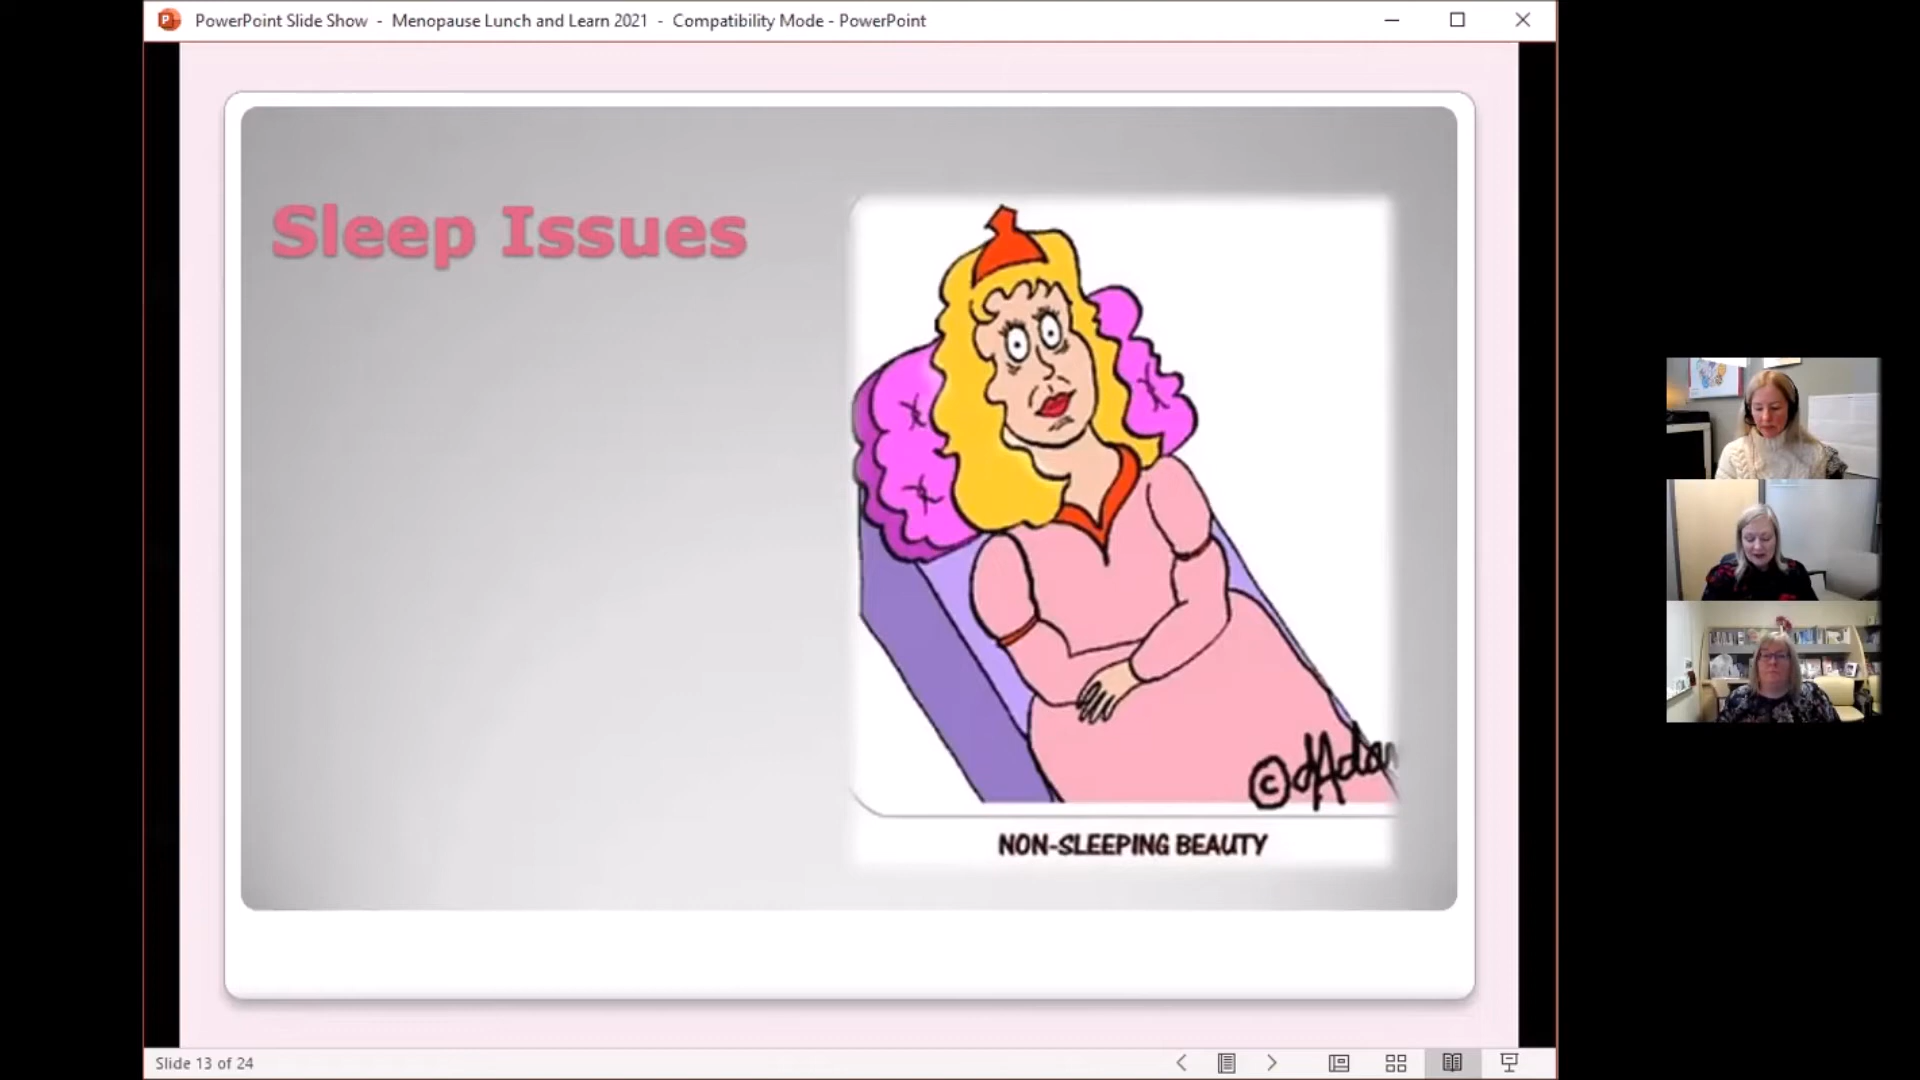 PowerPoint Slide Show - Menopause Lunch and Learn 2021 - Compatibility Mode - PowerPoint
Sleep Issues
NON-SLEEPING BEAUTY
Slide 13 of 24